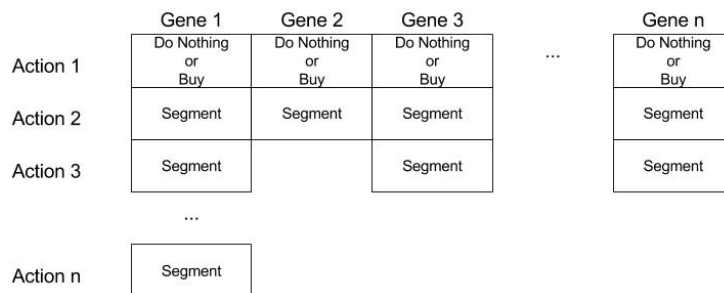 Gene 1 Gene 2 Gene 3 Gene n
Do Nothing Do Nothing Do Nothing Do Nothing
Action 1 or or or ... or
Buy Buy Buy Buy
Action 2 Segment Segment Segment Segment
Action 3 Segment Segment Segment
...
Action n Segment